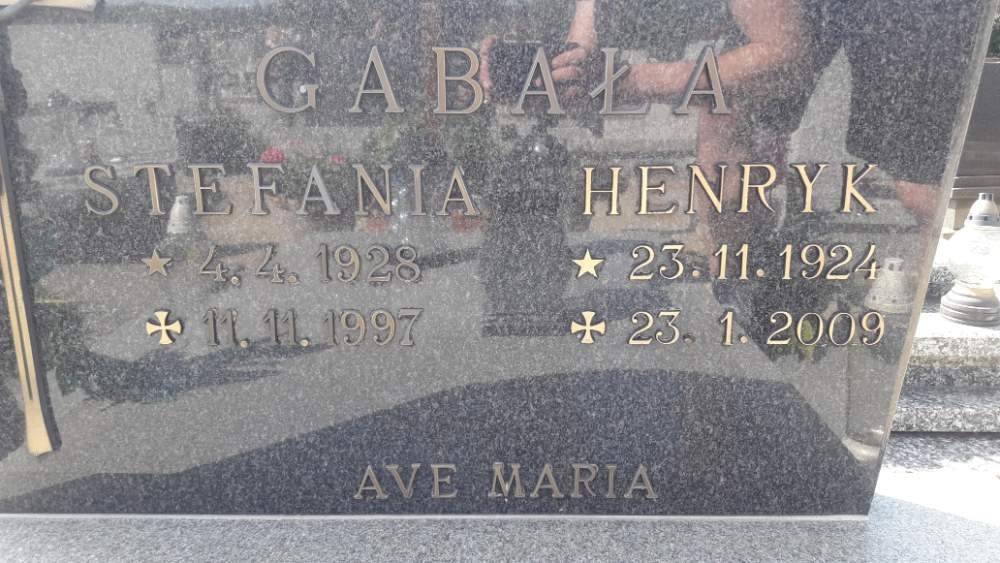 GABAŁA
STEFANIA HENRYK
★ 4.4.1928 ★ 23.11.1924
✠ 11.11.1997 ✠ 23.1.2009
AVE MARIA